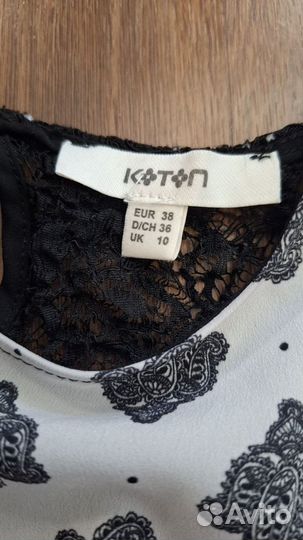 KOTON
EUR 38
D/CH 36
UK 10
Avito